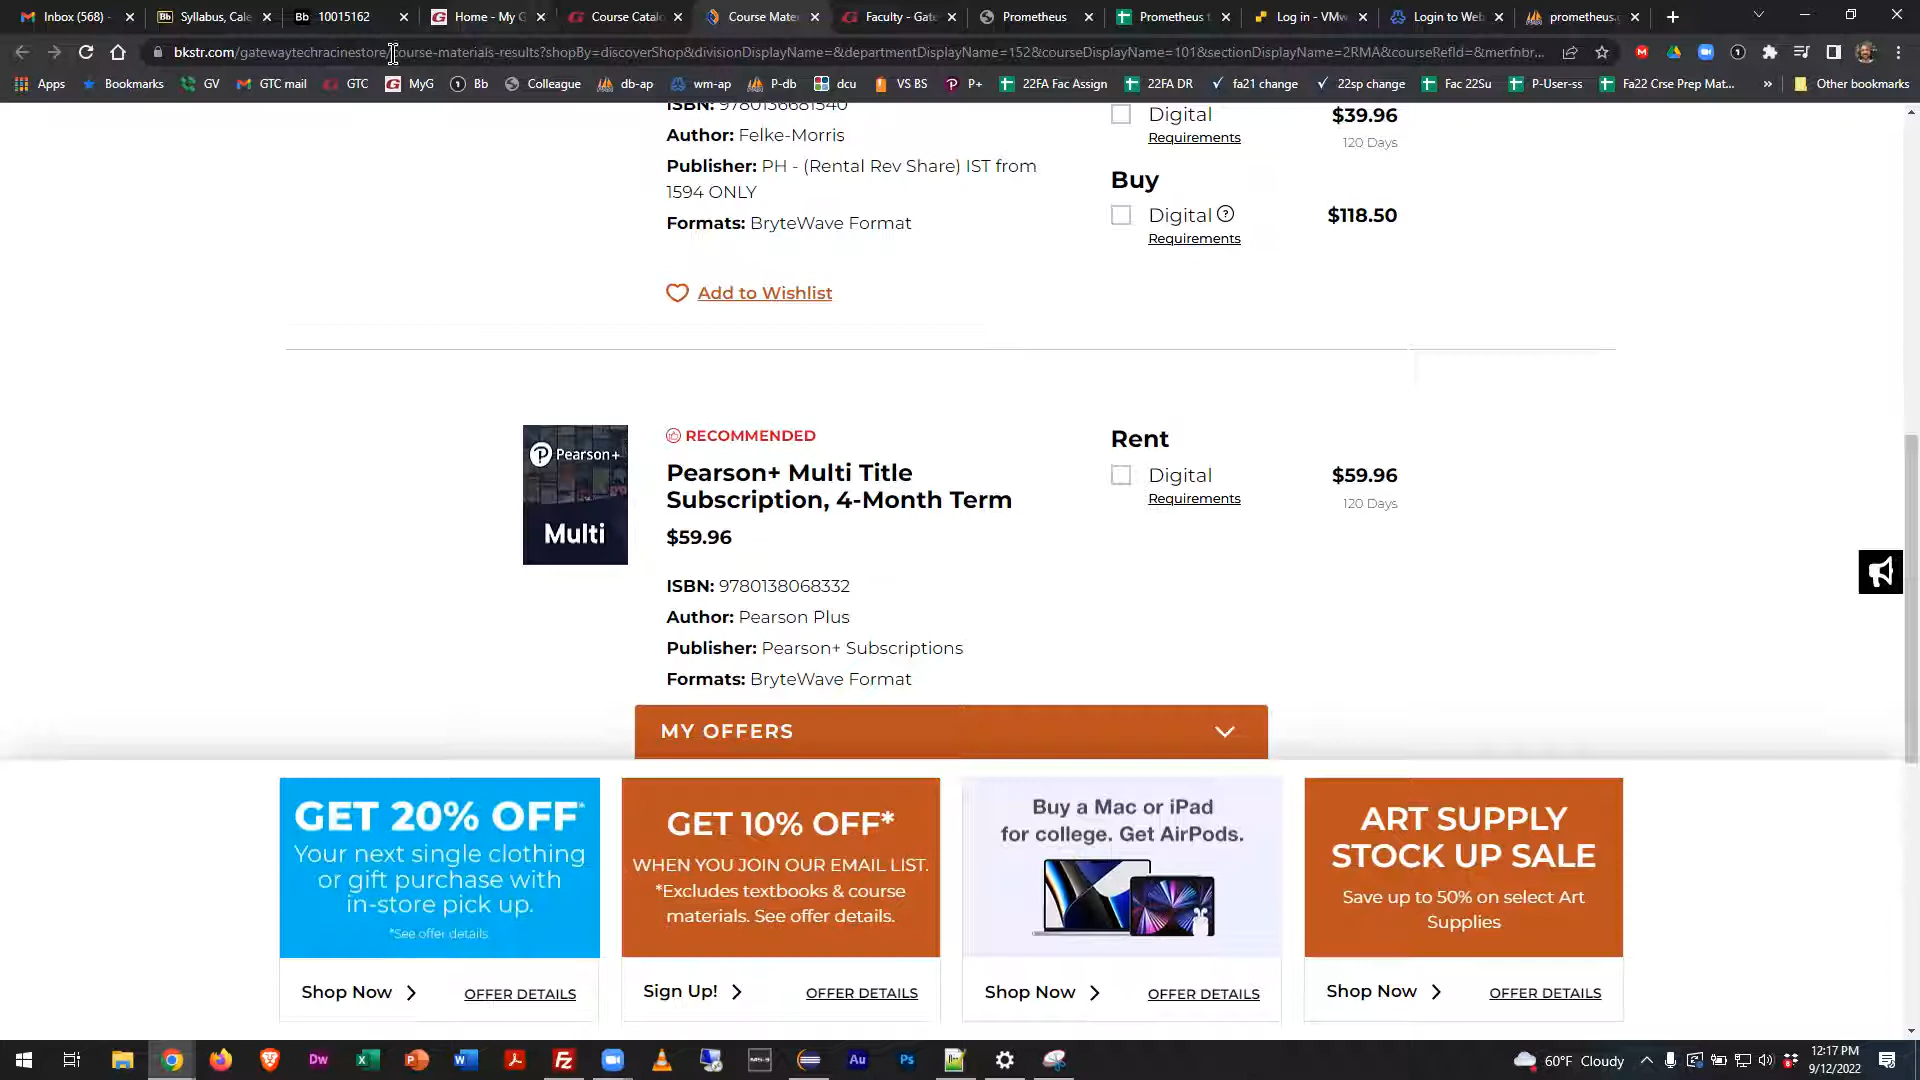 Inbox (568) -
Syllabus, Cale
10015162
Home - My G
Course Catalo
Course Mater
Faculty - Gate
Prometheus
Prometheus t
Log in - VMw
Login to Web
prometheus.g
bkstr.com/gatewaytechracinestore/course-materials-results?shopBy=discoverShop&divisionDisplayName=&departmentDisplayName=152&courseDisplayName=101&sectionDisplayName=2RMA&courseRefId=&merfnbr...
Apps
Bookmarks
GV
GTC mail
GTC
MyG
Bb
Colleague
db-ap
wm-ap
P-db
dcu
VS BS
P+
22FA Fac Assign
22FA DR
fa21 change
22sp change
Fac 22Su
P-User-ss
Fa22 Crse Prep Mat...
»
Other bookmarks
ISBN: 9780136681540
Author: Felke-Morris
Publisher: PH - (Rental Rev Share) IST from
1594 ONLY
Formats: BryteWave Format
Digital $39.96
Requirements 120 Days
Buy
Digital $118.50
Requirements
Add to Wishlist
Pearson+
Multi
RECOMMENDED
Pearson+ Multi Title
Subscription, 4-Month Term
$59.96
ISBN: 9780138068332
Author: Pearson Plus
Publisher: Pearson+ Subscriptions
Formats: BryteWave Format
Rent
Digital $59.96
Requirements 120 Days
MY OFFERS
GET 20% OFF*
Your next single clothing
or gift purchase with
in-store pick up.
*See offer details.
Shop Now
OFFER DETAILS
GET 10% OFF*
WHEN YOU JOIN OUR EMAIL LIST.
*Excludes textbooks & course
materials. See offer details.
Sign Up!
OFFER DETAILS
Buy a Mac or iPad
for college. Get AirPods.
Shop Now
OFFER DETAILS
ART SUPPLY
STOCK UP SALE
Save up to 50% on select Art
Supplies
Shop Now
OFFER DETAILS
60°F Cloudy
12:17 PM
9/12/2022